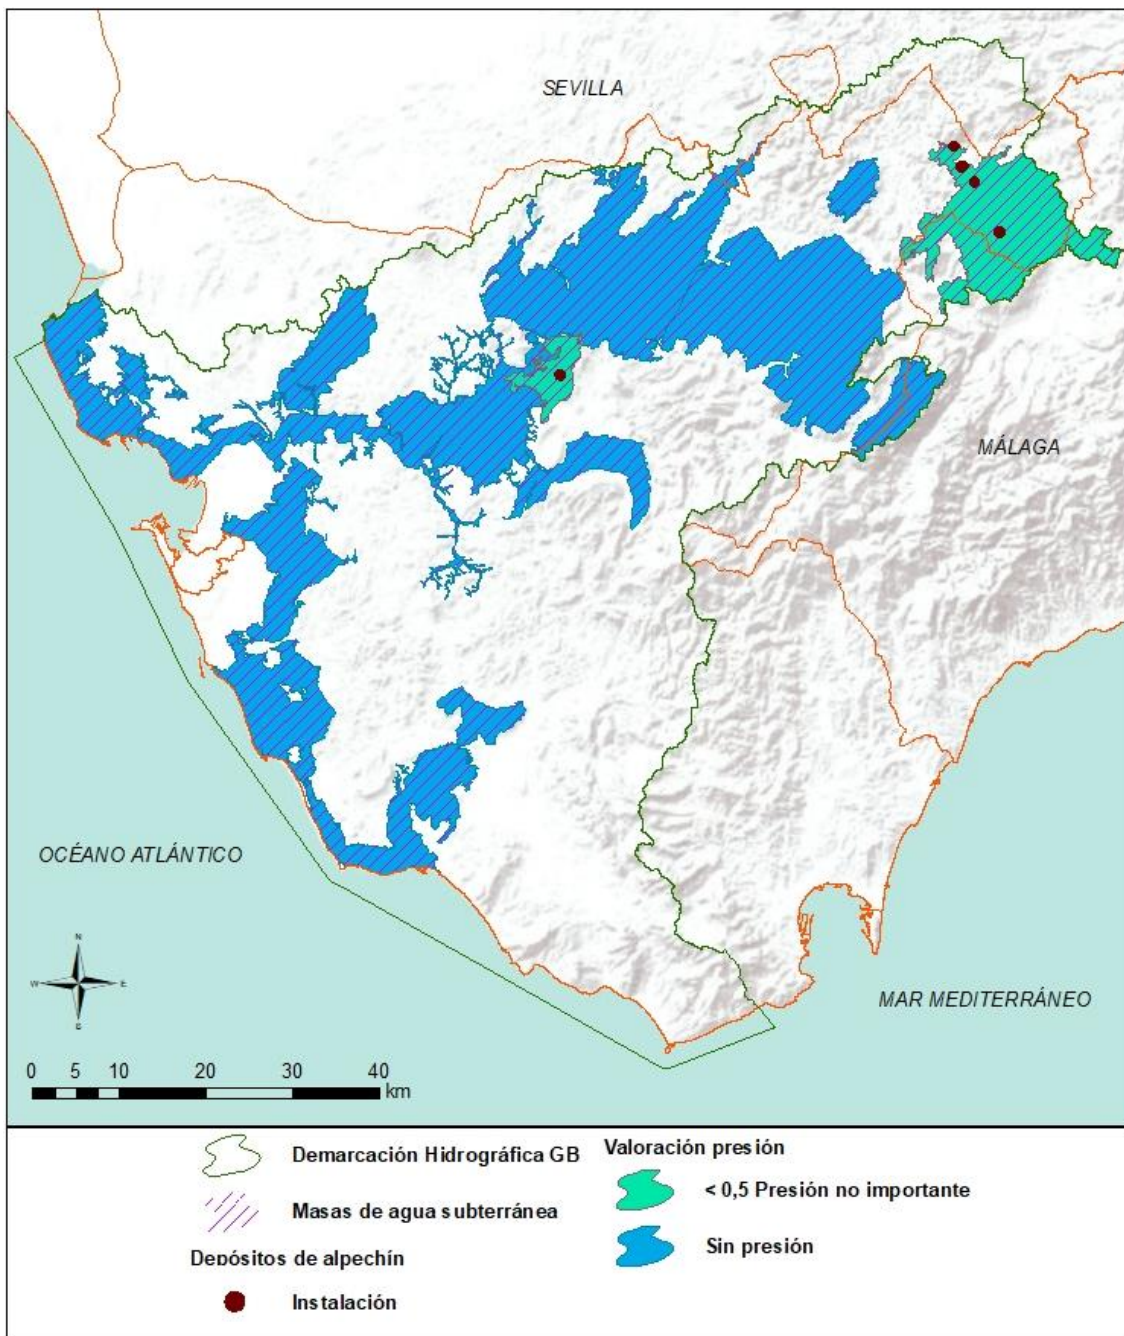 SEVILLA
MÁLAGA
OCÉANO ATLÁNTICO
MAR MEDITERRÁNEO
N
W E
S
0 5 10 20 30 40
km
Demarcación Hidrográfica GB
Masas de agua subterránea
Depósitos de alpechín
Instalación
Valoración presión
< 0,5 Presión no importante
Sin presión